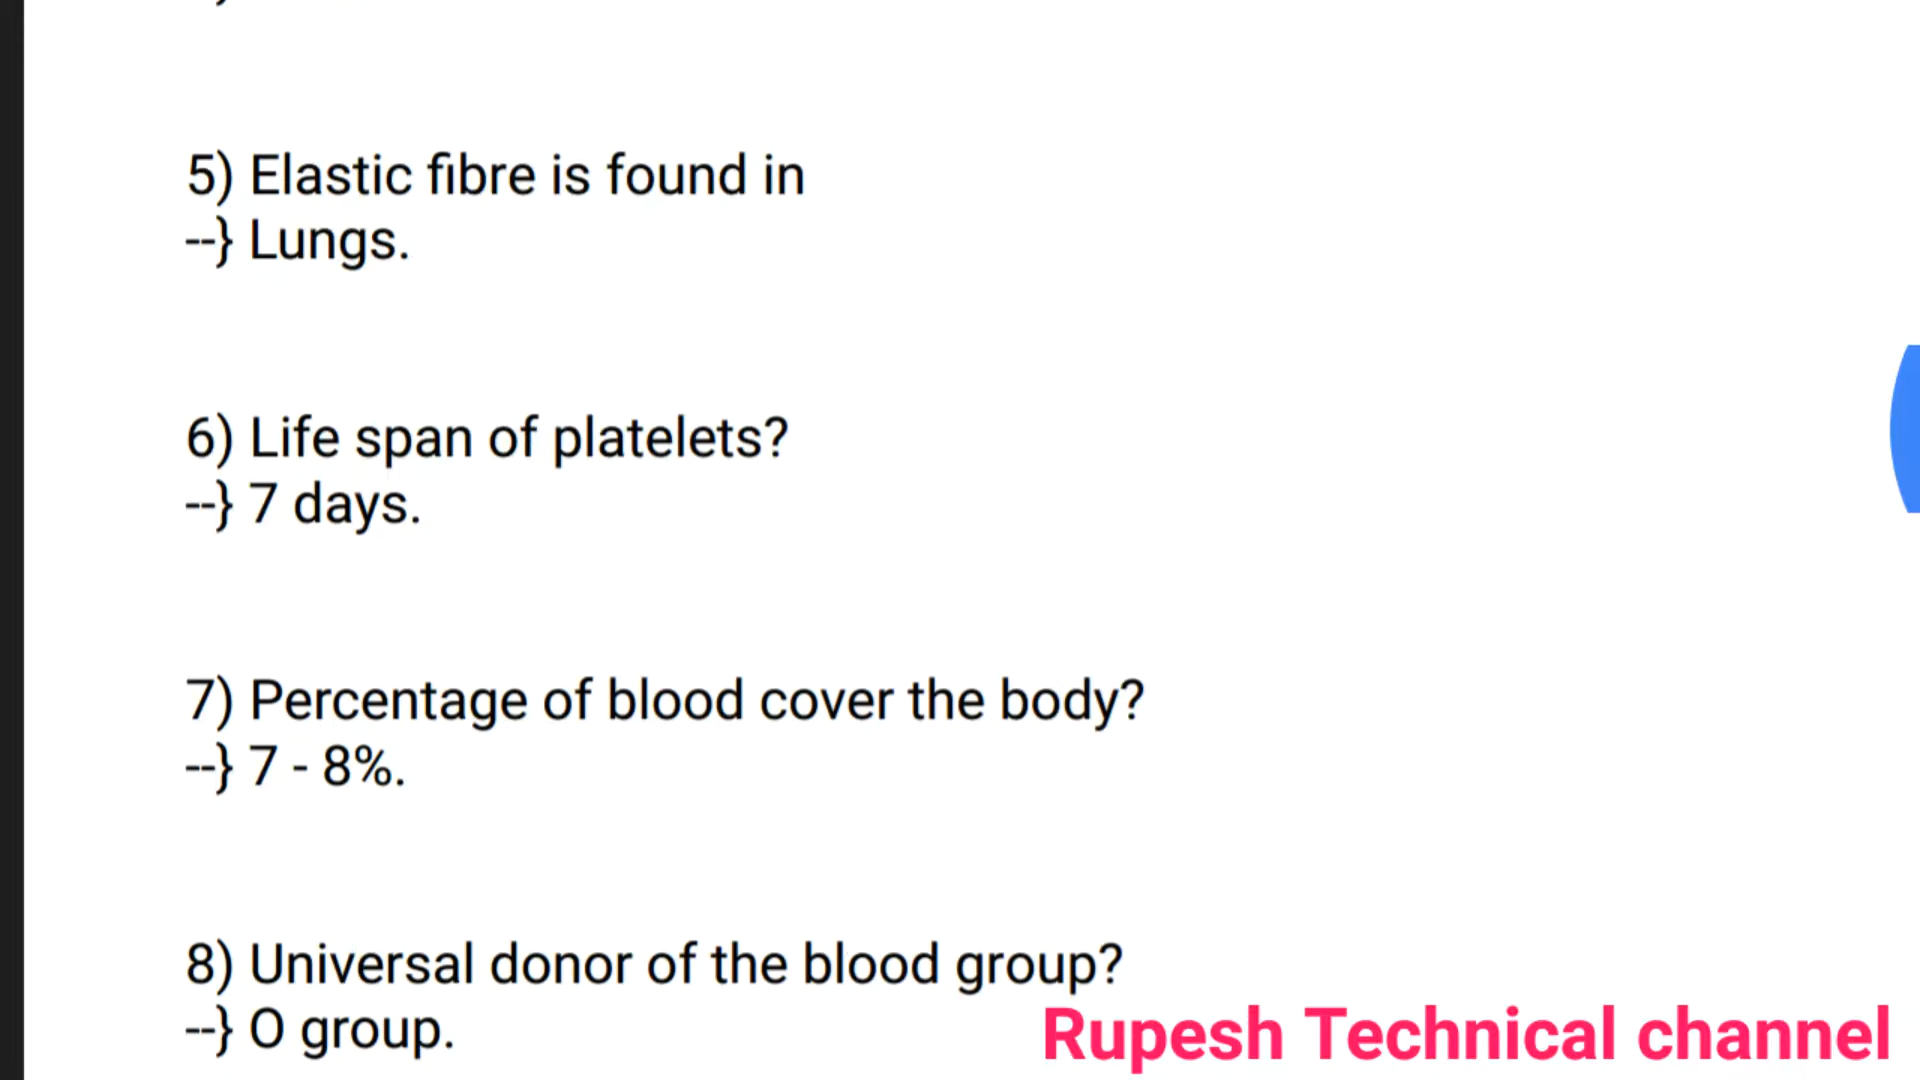 5) Elastic fibre is found in
--} Lungs.
6) Life span of platelets?
--} 7 days.
7) Percentage of blood cover the body?
--} 7 - 8%.
8) Universal donor of the blood group?
--} O group.
Rupesh Technical channel